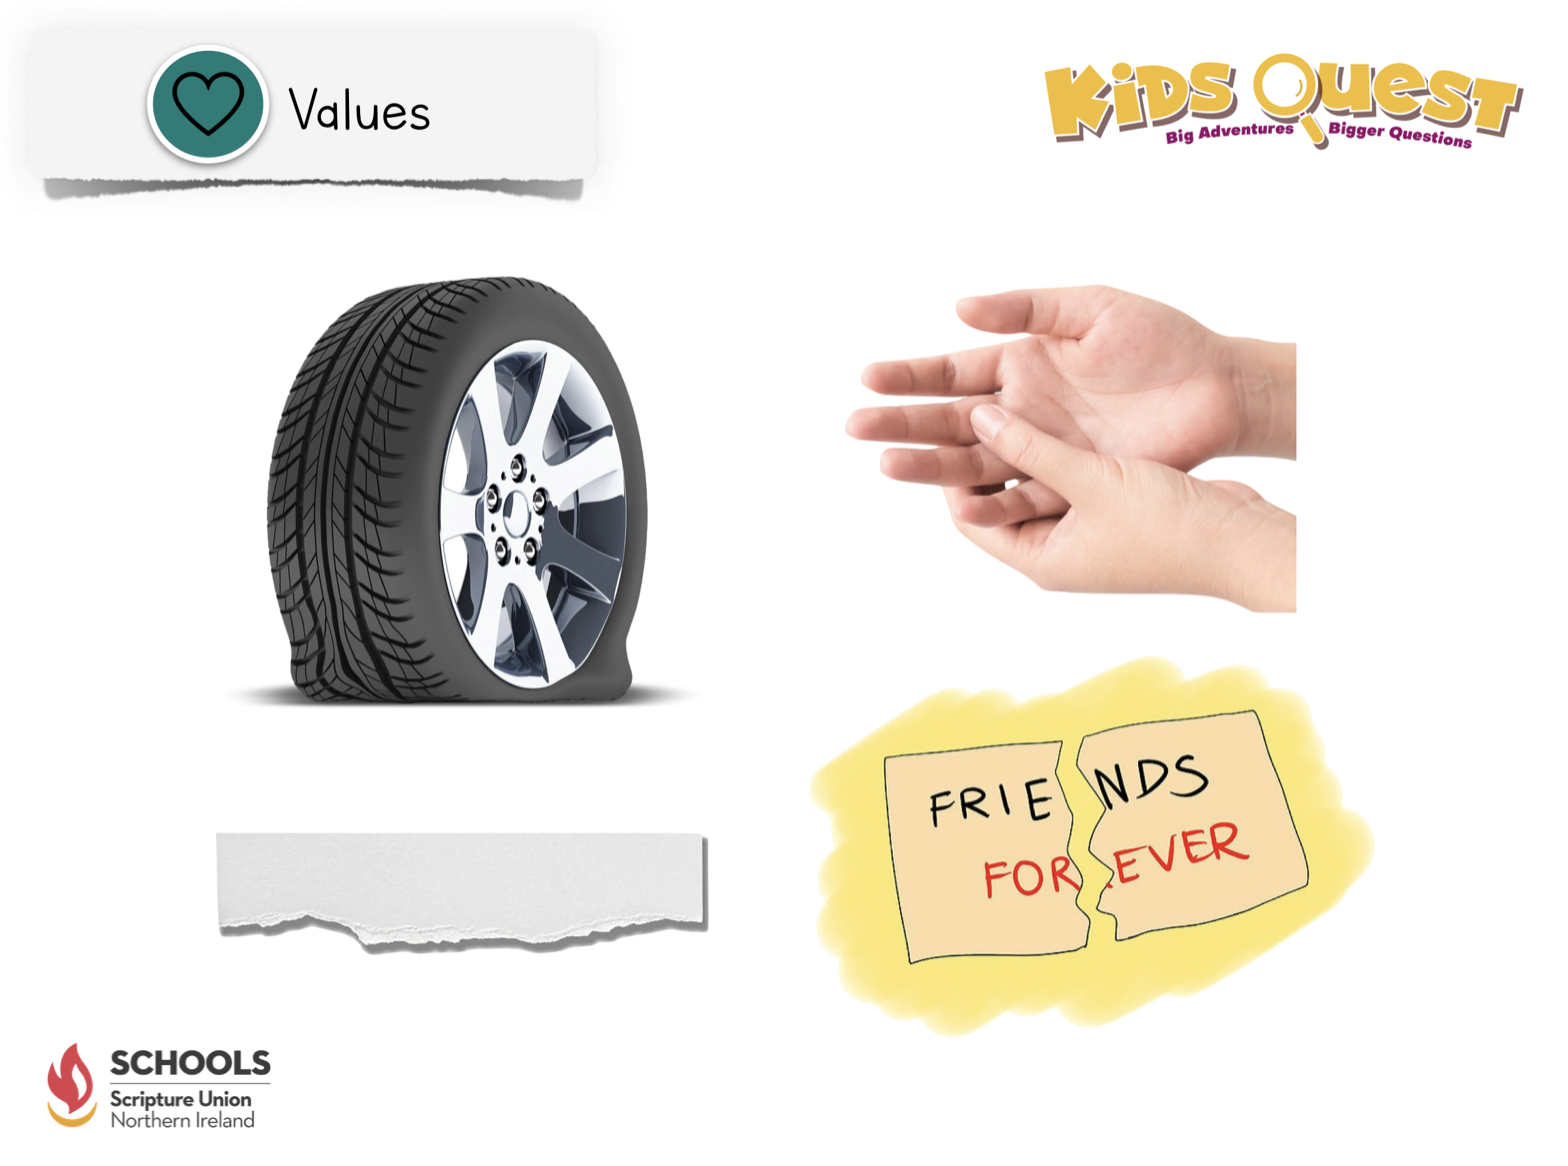 Values
KiDS QUEST
Big Adventures Bigger Questions
FRIENDS
FOREVER
SCHOOLS
Scripture Union
Northern Ireland